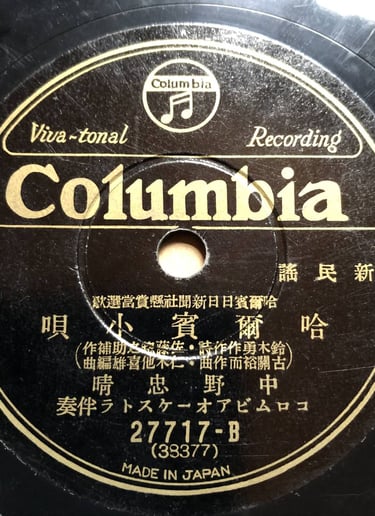 Columbia
Viva-tonal Recording
Columbia
新民謠
哈爾賓日日新聞社懸賞當選歌
哈爾賓小唄
(鈴木勇作作詩・佐藤惣之助補作)
(古關裕而作曲・仁木他喜雄編曲)
中野忠晴
コロムビアオーケストラ伴奏
27717-B
(38377)
MADE IN JAPAN